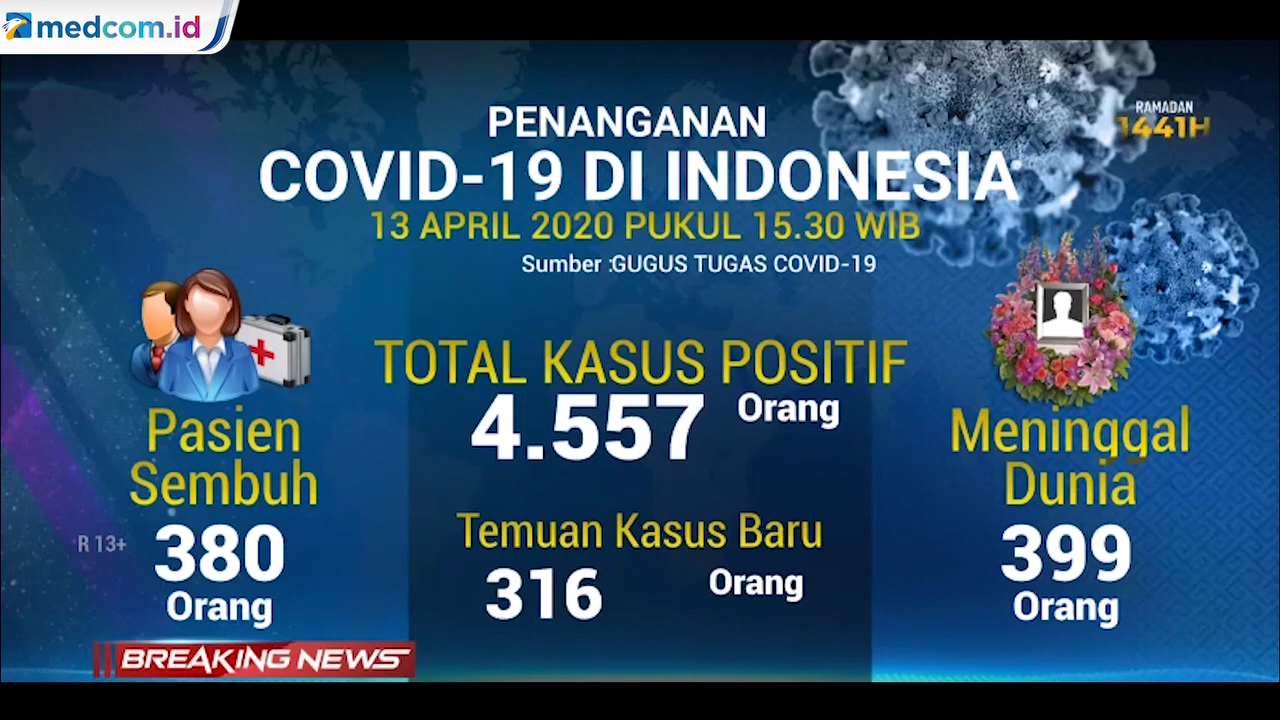 medcom.id
RAMADAN
1441H
PENANGANAN
COVID-19 DI INDONESIA
13 APRIL 2020 PUKUL 15.30 WIB
Sumber :GUGUS TUGAS COVID-19
Pasien
Sembuh
380
Orang
TOTAL KASUS POSITIF
4.557 Orang
Temuan Kasus Baru
316 Orang
Meninggal
Dunia
399
Orang
R 13+
BREAKING NEWS